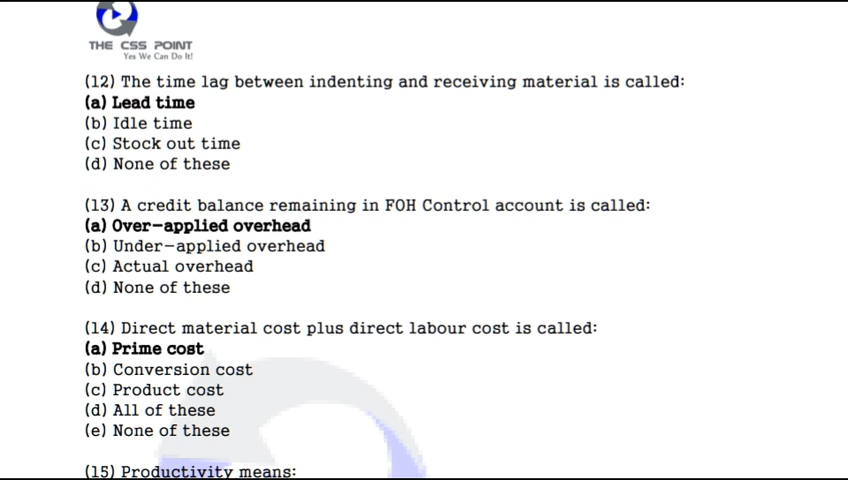 THE CSS POINT
Yes We Can Do It!
(12) The time lag between indenting and receiving material is called:
(a) Lead time
(b) Idle time
(c) Stock out time
(d) None of these
(13) A credit balance remaining in FOH Control account is called:
(a) Over-applied overhead
(b) Under-applied overhead
(c) Actual overhead
(d) None of these
(14) Direct material cost plus direct labour cost is called:
(a) Prime cost
(b) Conversion cost
(c) Product cost
(d) All of these
(e) None of these
(15) Productivity means: